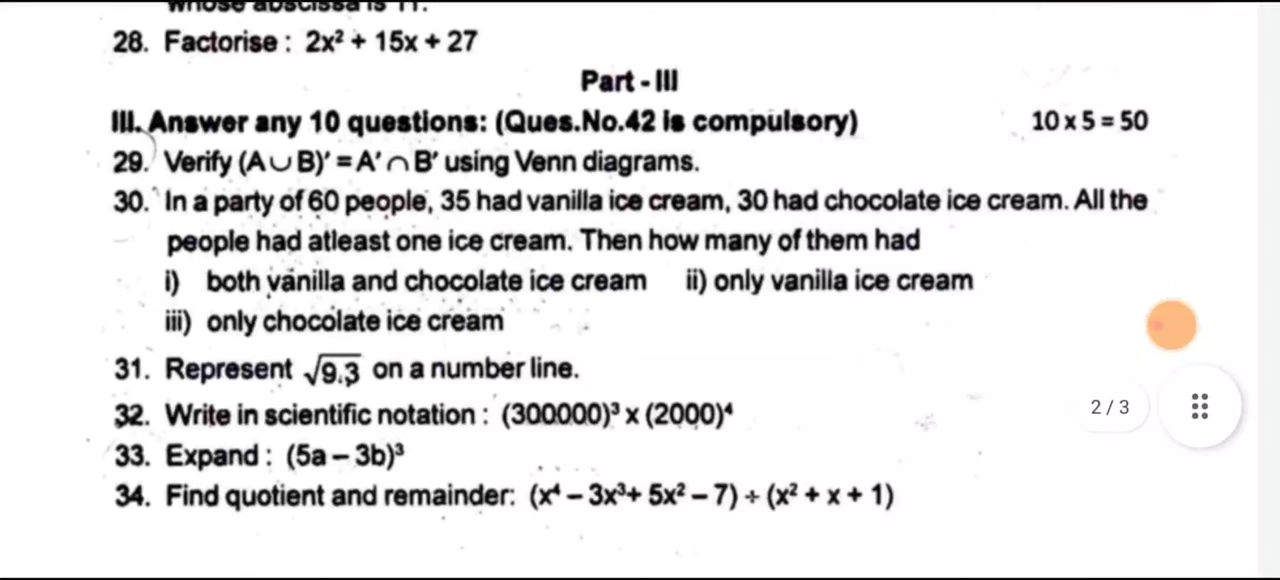 whose abscissa is 11.
28. Factorise : 2x² + 15x + 27
Part - III
III. Answer any 10 questions: (Ques.No.42 is compulsory) 10 x 5 = 50
29. Verify (A ∪ B)′ = A′ ∩ B′ using Venn diagrams.
30. In a party of 60 people, 35 had vanilla ice cream, 30 had chocolate ice cream. All the
people had atleast one ice cream. Then how many of them had
i) both vanilla and chocolate ice cream ii) only vanilla ice cream
iii) only chocolate ice cream
31. Represent √9.3 on a number line.
32. Write in scientific notation : (300000)³ x (2000)⁴
2 / 3
33. Expand : (5a – 3b)³
34. Find quotient and remainder: (x⁴ – 3x³+ 5x² – 7) ÷ (x² + x + 1)